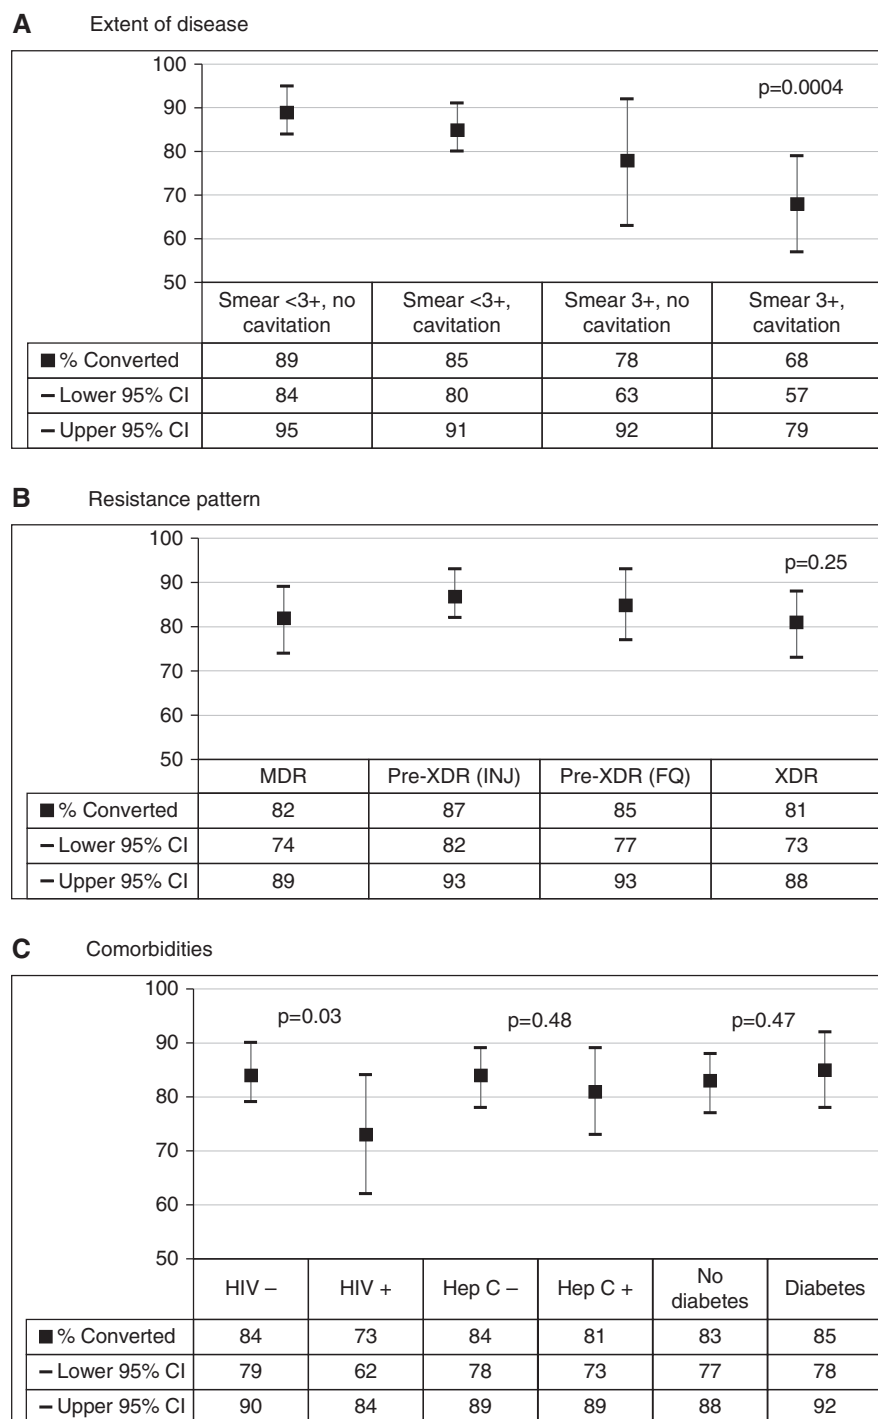 A Extent of disease
100
90
80
70
60
50
p=0.0004
Smear <3+, no cavitation
Smear <3+, cavitation
Smear 3+, no cavitation
Smear 3+, cavitation
■ % Converted 89 85 78 68
– Lower 95% CI 84 80 63 57
– Upper 95% CI 95 91 92 79
B Resistance pattern
100
90
80
70
60
50
p=0.25
MDR Pre-XDR (INJ) Pre-XDR (FQ) XDR
■ % Converted 82 87 85 81
– Lower 95% CI 74 82 77 73
– Upper 95% CI 89 93 93 88
C Comorbidities
100
90
80
70
60
50
p=0.03 p=0.48 p=0.47
HIV – HIV + Hep C – Hep C + No diabetes Diabetes
■ % Converted 84 73 84 81 83 85
– Lower 95% CI 79 62 78 73 77 78
– Upper 95% CI 90 84 89 89 88 92